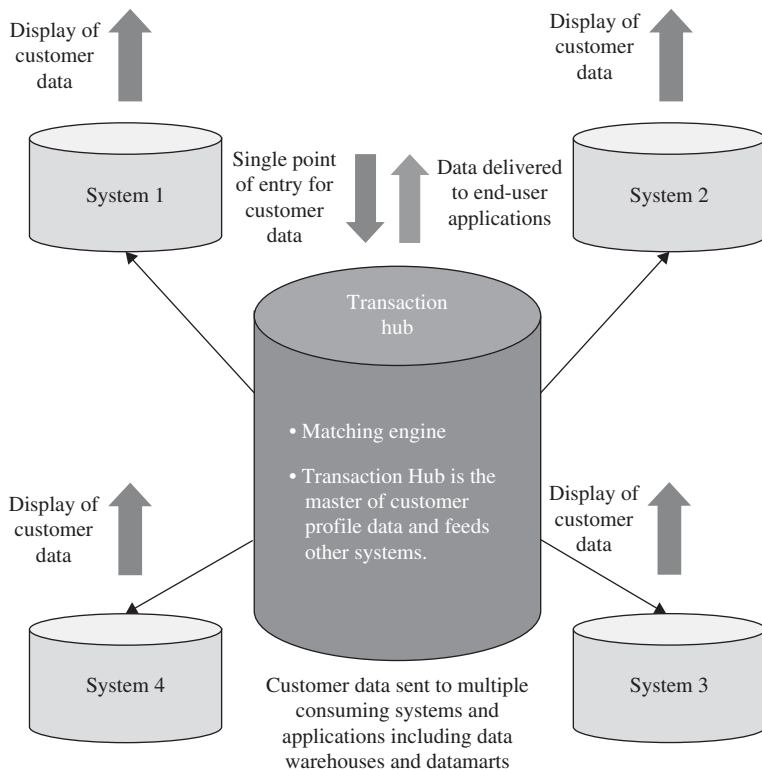 Display of
customer
data
Display of
customer
data
System 1
Single point
of entry for
customer
data
Data delivered
to end-user
applications
System 2
Transaction
hub
• Matching engine
• Transaction Hub is the
master of customer
profile data and feeds
other systems.
Display of
customer
data
Display of
customer
data
System 4
System 3
Customer data sent to multiple
consuming systems and
applications including data
warehouses and datamarts